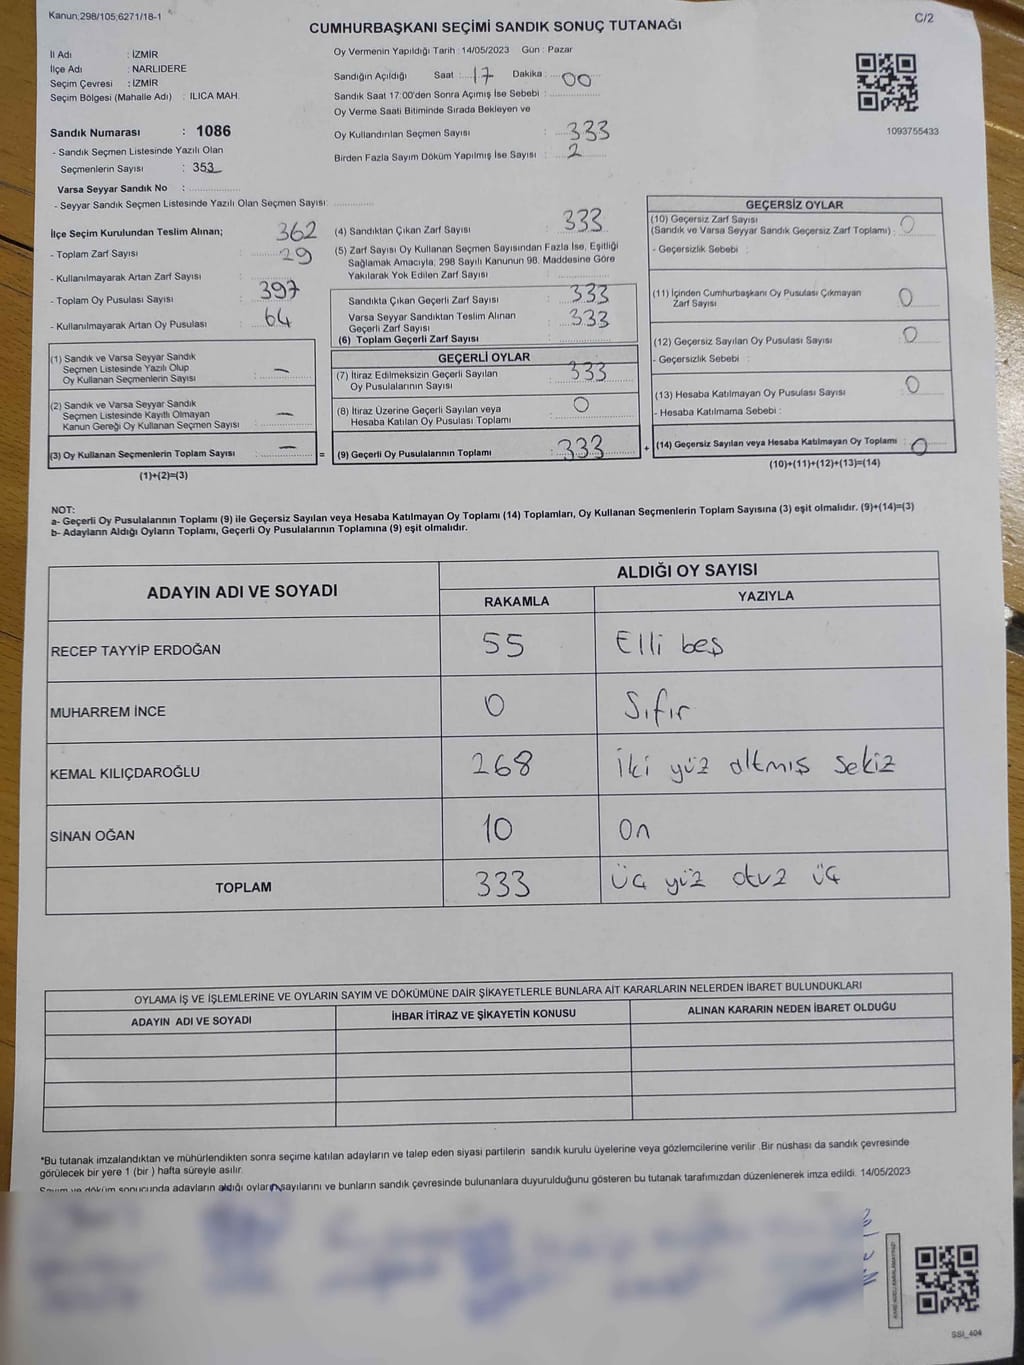 Kanun;298/105;6271/18-1
CUMHURBAŞKANI SEÇİMİ SANDIK SONUÇ TUTANAĞI
C/2
İl Adı : İZMİR
İlçe Adı : NARLIDERE
Seçim Çevresi : İZMİR
Seçim Bölgesi (Mahalle Adı) : ILICA MAH.
Oy Vermenin Yapıldığı Tarih : 14/05/2023 Gün : Pazar
Sandığın Açıldığı Saat : 17 Dakika : 00
Sandık Saat 17:00'den Sonra Açımış İse Sebebi :
Oy Verme Saati Bitiminde Sırada Bekleyen ve
Oy Kullandırılan Seçmen Sayısı : 333
Birden Fazla Sayım Döküm Yapılmış İse Sayısı : 2
1093755433
Sandık Numarası : 1086
- Sandık Seçmen Listesinde Yazılı Olan
Seçmenlerin Sayısı : 353
Varsa Seyyar Sandık No :
- Seyyar Sandık Seçmen Listesinde Yazılı Olan Seçmen Sayısı:
İlçe Seçim Kurulundan Teslim Alınan;
- Toplam Zarf Sayısı : 362
- Kullanılmayarak Artan Zarf Sayısı : 29
- Toplam Oy Pusulası Sayısı : 397
- Kullanılmayarak Artan Oy Pusulası : 64
(1) Sandık ve Varsa Seyyar Sandık
Seçmen Listesinde Yazılı Olup
Oy Kullanan Seçmenlerin Sayısı : —
(2) Sandık ve Varsa Seyyar Sandık
Seçmen Listesinde Kayıtlı Olmayan
Kanun Gereği Oy Kullanan Seçmen Sayısı : —
(3) Oy Kullanan Seçmenlerin Toplam Sayısı : — =
(1)+(2)=(3)
(4) Sandıktan Çıkan Zarf Sayısı : 333
(5) Zarf Sayısı Oy Kullanan Seçmen Sayısından Fazla İse, Eşitliği
Sağlamak Amacıyla, 298 Sayılı Kanunun 98. Maddesine Göre
Yakılarak Yok Edilen Zarf Sayısı :
Sandıkta Çıkan Geçerli Zarf Sayısı : 333
Varsa Seyyar Sandıktan Teslim Alınan
Geçerli Zarf Sayısı : 333
(6) Toplam Geçerli Zarf Sayısı :
GEÇERLİ OYLAR
(7) İtiraz Edilmeksizin Geçerli Sayılan
Oy Pusulalarının Sayısı : 333
(8) İtiraz Üzerine Geçerli Sayılan veya
Hesaba Katılan Oy Pusulası Toplamı : 0
(9) Geçerli Oy Pusulalarının Toplamı : 333 +
GEÇERSİZ OYLAR
(10) Geçersiz Zarf Sayısı
(Sandık ve Varsa Seyyar Sandık Geçersiz Zarf Toplamı) : 0
- Geçersizlik Sebebi :
(11) İçinden Cumhurbaşkanı Oy Pusulası Çıkmayan
Zarf Sayısı : 0
(12) Geçersiz Sayılan Oy Pusulası Sayısı : 0
- Geçersizlik Sebebi :
(13) Hesaba Katılmayan Oy Pusulası Sayısı : 0
- Hesaba Katılmama Sebebi :
(14) Geçersiz Sayılan veya Hesaba Katılmayan Oy Toplamı : 0
(10)+(11)+(12)+(13)=(14)
NOT:
a- Geçerli Oy Pusulalarının Toplamı (9) ile Geçersiz Sayılan veya Hesaba Katılmayan Oy Toplamı (14) Toplamları, Oy Kullanan Seçmenlerin Toplam Sayısına (3) eşit olmalıdır. (9)+(14)=(3)
b- Adayların Aldığı Oyların Toplamı, Geçerli Oy Pusulalarının Toplamına (9) eşit olmalıdır.
ADAYIN ADI VE SOYADI
ALDIĞI OY SAYISI
RAKAMLA YAZIYLA
RECEP TAYYİP ERDOĞAN 55 Elli beş
MUHARREM İNCE 0 Sıfır
KEMAL KILIÇDAROĞLU 268 İki yüz altmış sekiz
SİNAN OĞAN 10 On
TOPLAM 333 üç yüz otuz üç
OYLAMA İŞ VE İŞLEMLERİNE VE OYLARIN SAYIM VE DÖKÜMÜNE DAİR ŞİKAYETLERLE BUNLARA AİT KARARLARIN NELERDEN İBARET BULUNDUKLARI
ADAYIN ADI VE SOYADI İHBAR İTİRAZ VE ŞİKAYETİN KONUSU ALINAN KARARIN NEDEN İBARET OLDUĞU
*Bu tutanak imzalandıktan ve mühürlendikten sonra seçime katılan adayların ve talep eden siyasi partilerin sandık kurulu üyelerine veya gözlemcilerine verilir .Bir nüshası da sandık çevresinde
görülecek bir yere 1 (bir ) hafta süreyle asılır.
Sayım ve döküm sonucunda adayların aldığı oyların sayılarını ve bunların sandık çevresinde bulunanlara duyurulduğunu gösteren bu tutanak tarafımızdan düzenlenerek imza edildi. 14/05/2023
SSI_404